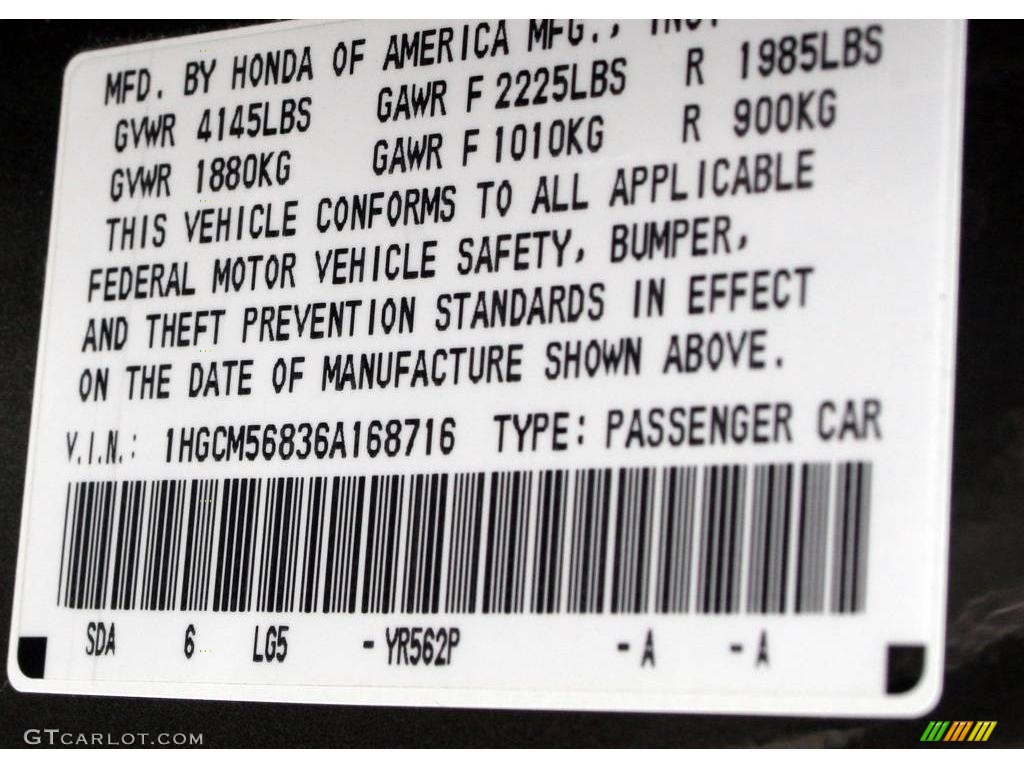 MFD. BY HONDA OF AMERICA MFG., INC.
GVWR 4145LBS GAWR F 2225LBS R 1985LBS
GVWR 1880KG GAWR F 1010KG R 900KG
THIS VEHICLE CONFORMS TO ALL APPLICABLE
FEDERAL MOTOR VEHICLE SAFETY, BUMPER,
AND THEFT PREVENTION STANDARDS IN EFFECT
ON THE DATE OF MANUFACTURE SHOWN ABOVE.
V.I.N.: 1HGCM56836A168716 TYPE: PASSENGER CAR
SDA 6 LG5 - YR562P - A - A
GTCARLOT.COM